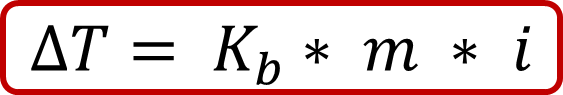 ΔT = K_b * m * i